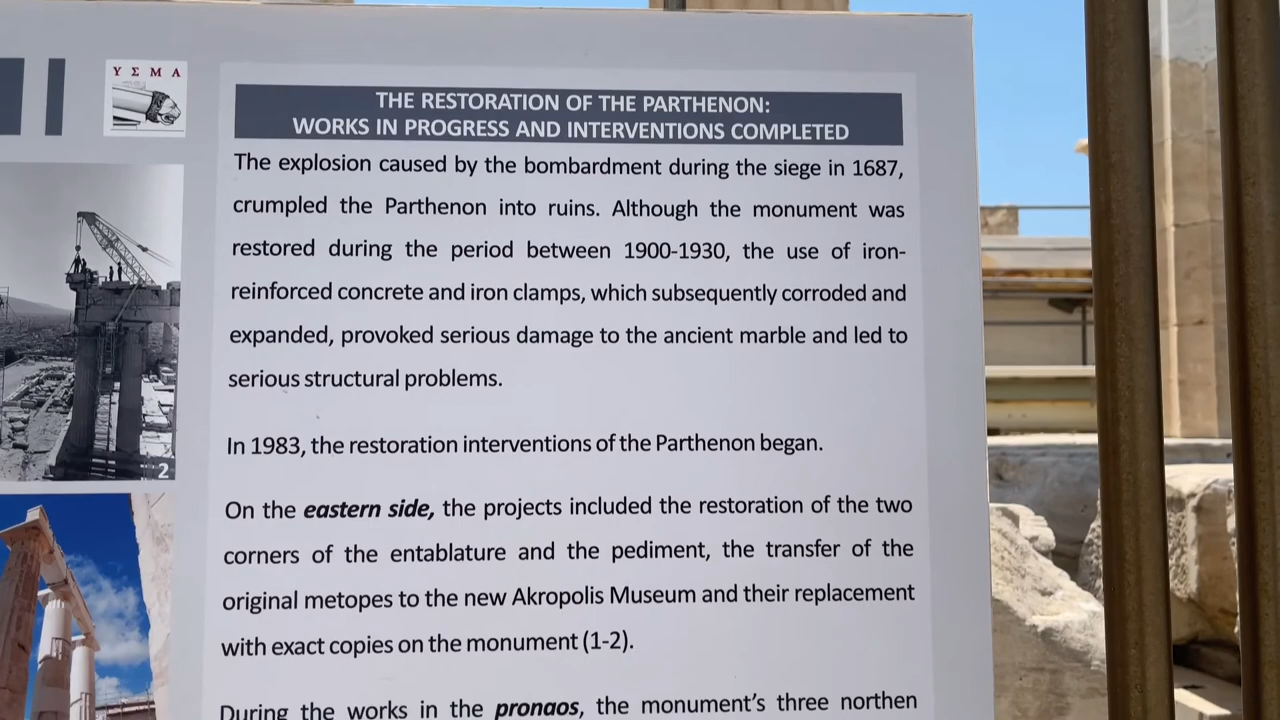 Υ Σ Μ Α
THE RESTORATION OF THE PARTHENON:
WORKS IN PROGRESS AND INTERVENTIONS COMPLETED
The explosion caused by the bombardment during the siege in 1687,
crumpled the Parthenon into ruins. Although the monument was
restored during the period between 1900-1930, the use of iron-
reinforced concrete and iron clamps, which subsequently corroded and
expanded, provoked serious damage to the ancient marble and led to
serious structural problems.
In 1983, the restoration interventions of the Parthenon began.
On the eastern side, the projects included the restoration of the two
corners of the entablature and the pediment, the transfer of the
original metopes to the new Akropolis Museum and their replacement
with exact copies on the monument (1-2).
During the works in the pronaos, the monument's three northen
2